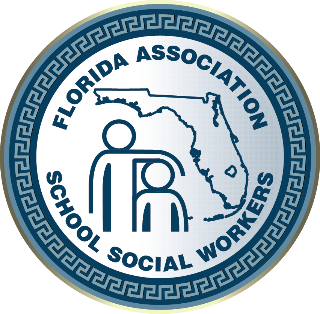 FLORIDA ASSOCIATION
SCHOOL SOCIAL WORKERS